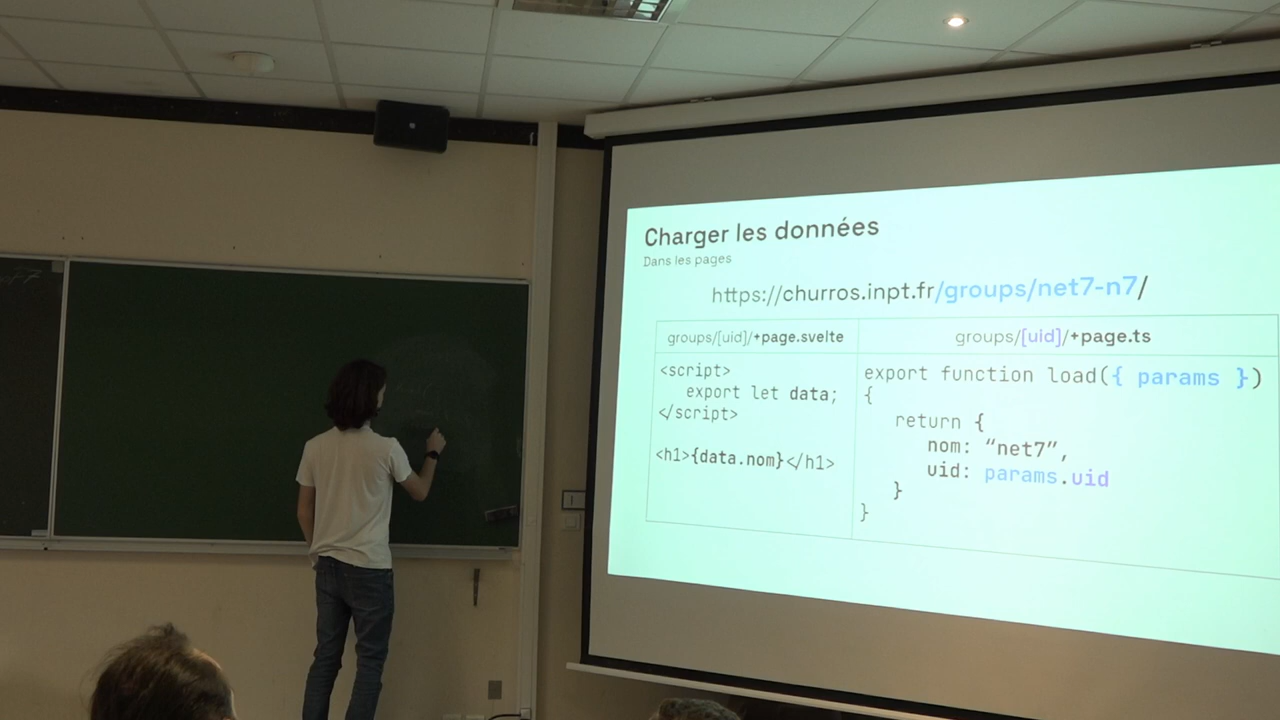 Charger les données
Dans les pages
https://churros.inpt.fr/groups/net7-n7/
groups/[uid]/+page.svelte
<script>
export let data;
</script>
<h1>{data.nom}</h1>
groups/[uid]/+page.ts
export function load({ params })
{
return {
nom: “net7”,
uid: params.uid
}
}